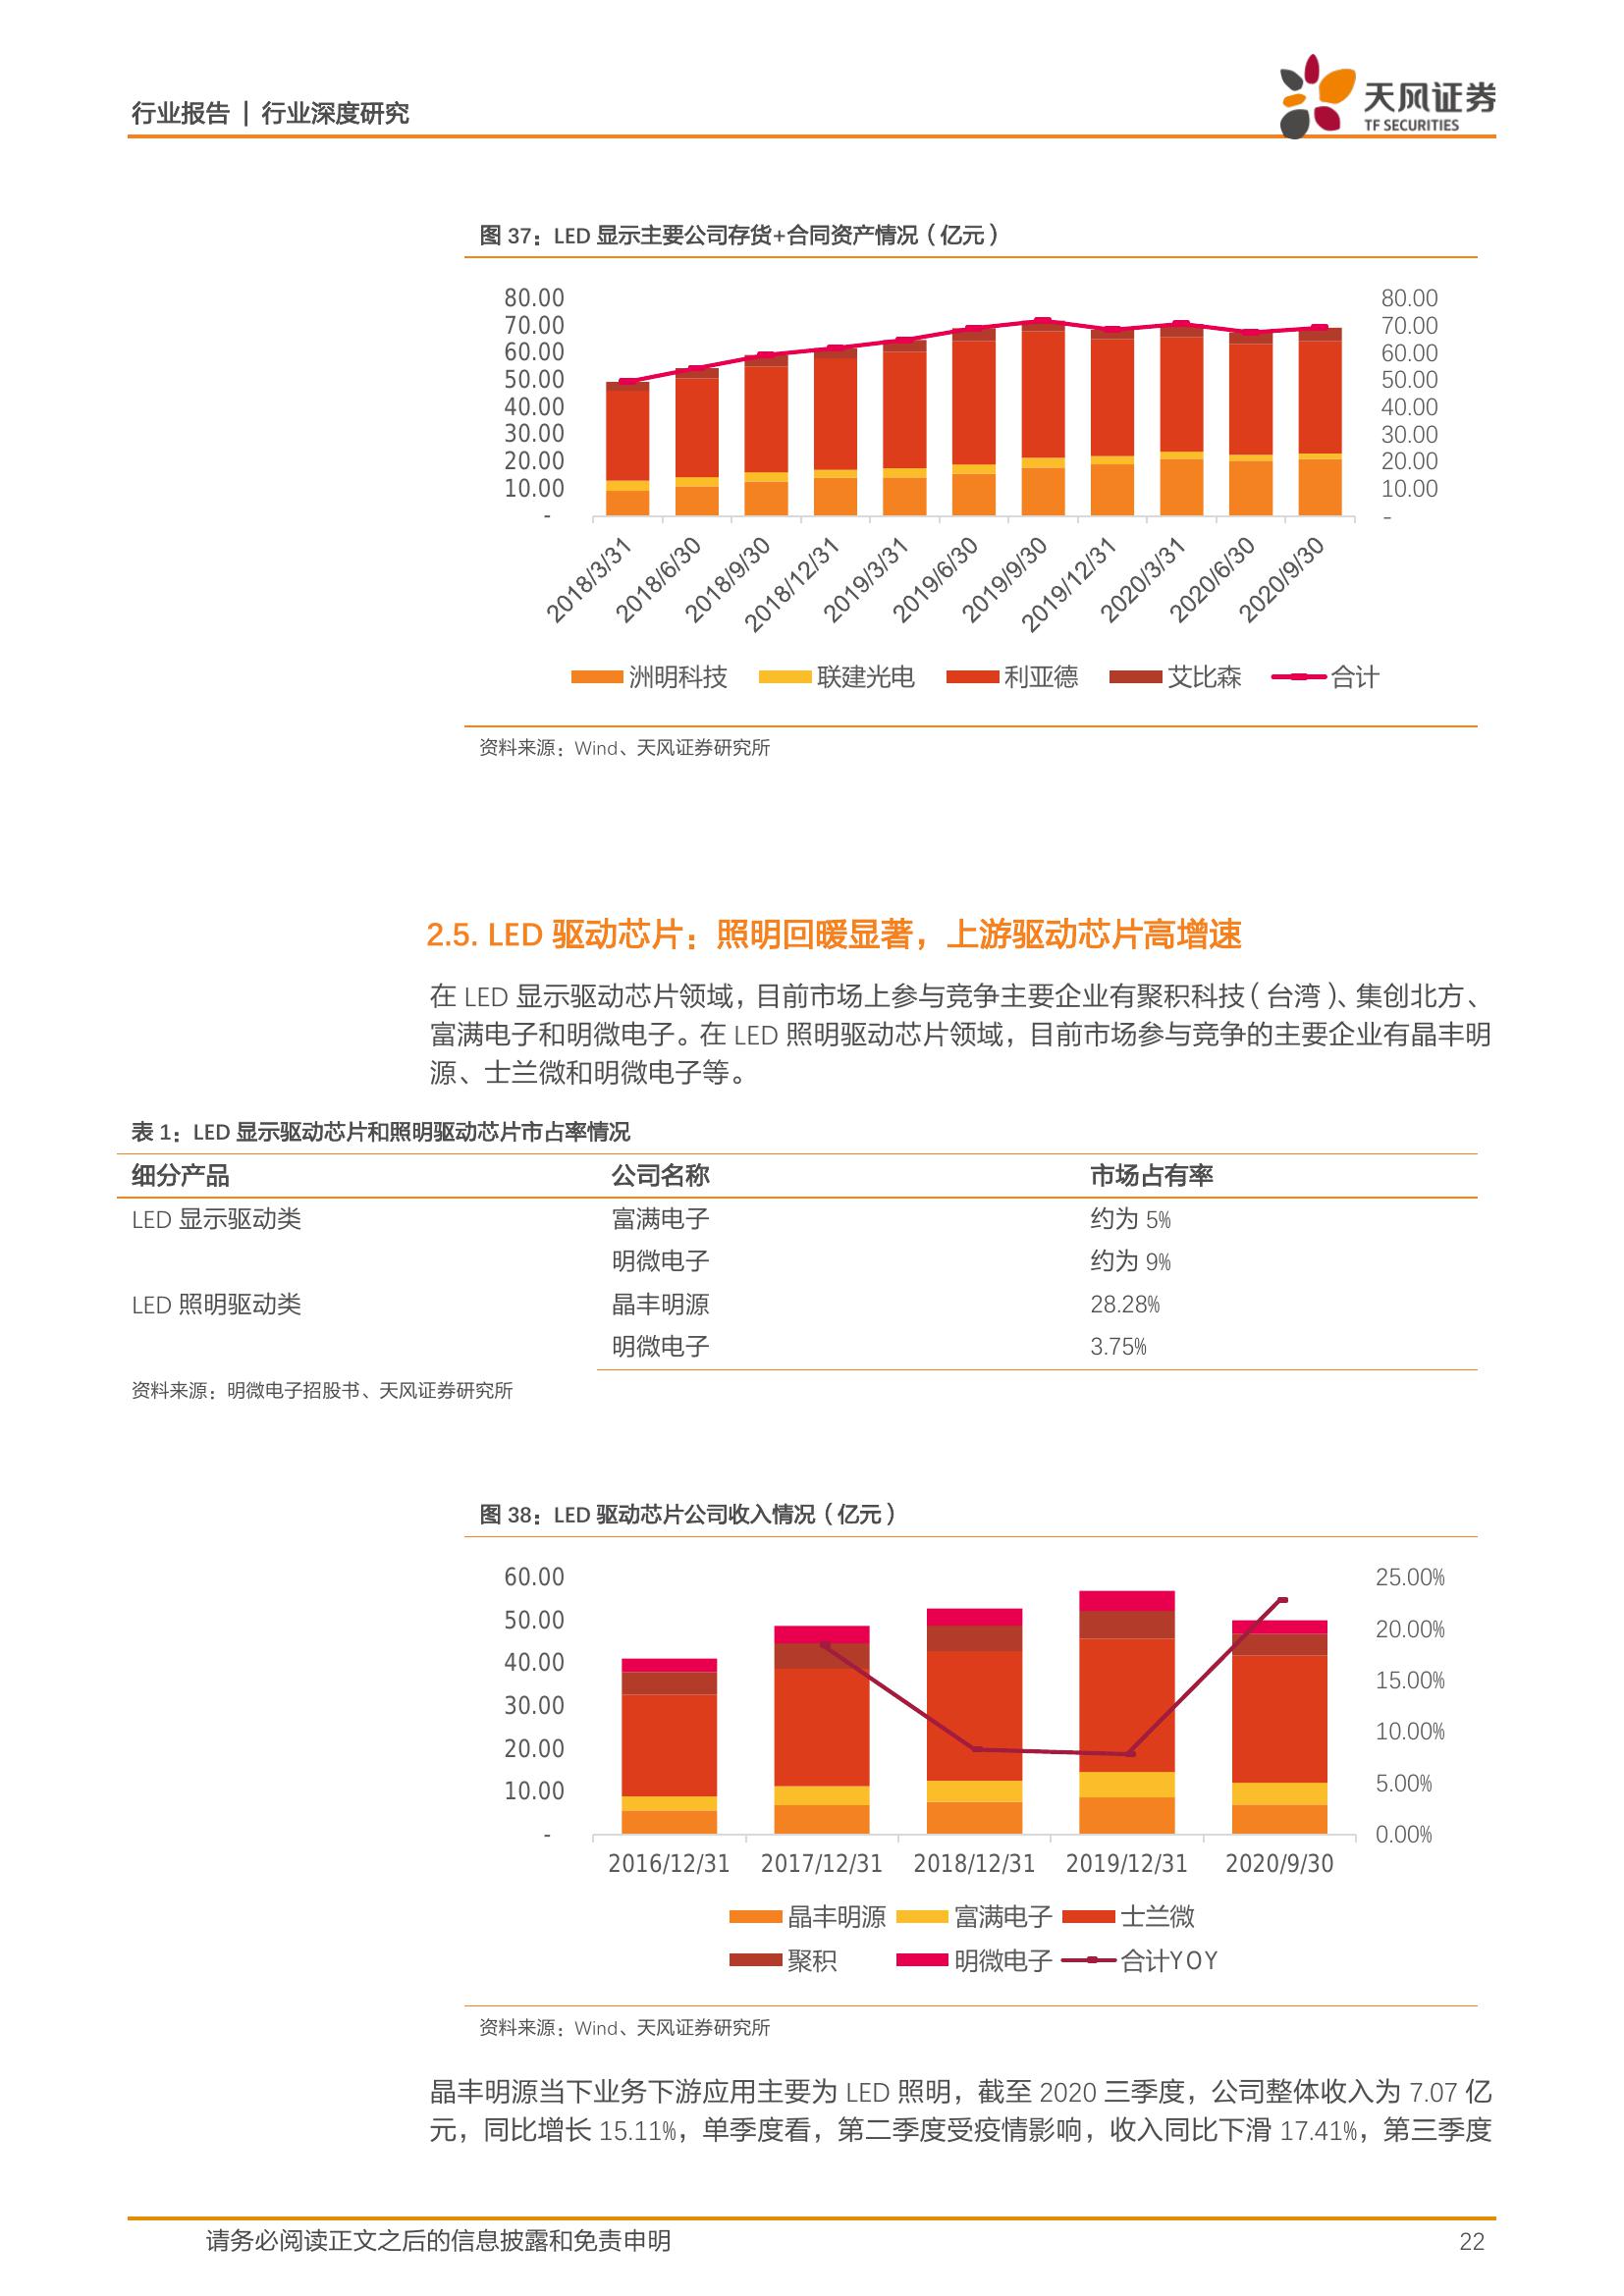 行业报告 | 行业深度研究
天风证券
TF SECURITIES
图 37：LED 显示主要公司存货+合同资产情况（亿元）
80.00
70.00
60.00
50.00
40.00
30.00
20.00
10.00
-
80.00
70.00
60.00
50.00
40.00
30.00
20.00
10.00
-
2018/3/31
2018/6/30
2018/9/30
2018/12/31
2019/3/31
2019/6/30
2019/9/30
2019/12/31
2020/3/31
2020/6/30
2020/9/30
洲明科技 联建光电 利亚德 艾比森 合计
资料来源：Wind、天风证券研究所
2.5. LED 驱动芯片：照明回暖显著，上游驱动芯片高增速
在 LED 显示驱动芯片领域，目前市场上参与竞争主要企业有聚积科技（台湾）、集创北方、
富满电子和明微电子。在 LED 照明驱动芯片领域，目前市场参与竞争的主要企业有晶丰明
源、士兰微和明微电子等。
表 1：LED 显示驱动芯片和照明驱动芯片市占率情况
细分产品 公司名称 市场占有率
LED 显示驱动类 富满电子 约为 5%
明微电子 约为 9%
LED 照明驱动类 晶丰明源 28.28%
明微电子 3.75%
资料来源：明微电子招股书、天风证券研究所
图 38：LED 驱动芯片公司收入情况（亿元）
60.00
50.00
40.00
30.00
20.00
10.00
-
25.00%
20.00%
15.00%
10.00%
5.00%
0.00%
2016/12/31 2017/12/31 2018/12/31 2019/12/31 2020/9/30
晶丰明源 富满电子 士兰微
聚积 明微电子 合计YOY
资料来源：Wind、天风证券研究所
晶丰明源当下业务下游应用主要为 LED 照明，截至 2020 三季度，公司整体收入为 7.07 亿
元，同比增长 15.11%，单季度看，第二季度受疫情影响，收入同比下滑 17.41%，第三季度
请务必阅读正文之后的信息披露和免责申明 22